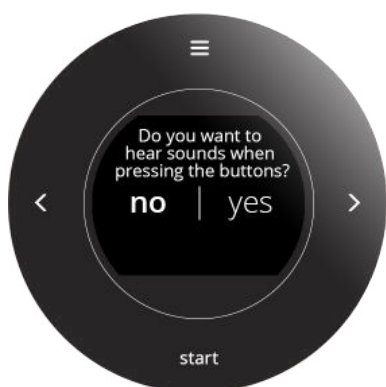 Do you want to
hear sounds when
pressing the buttons?
no | yes
start